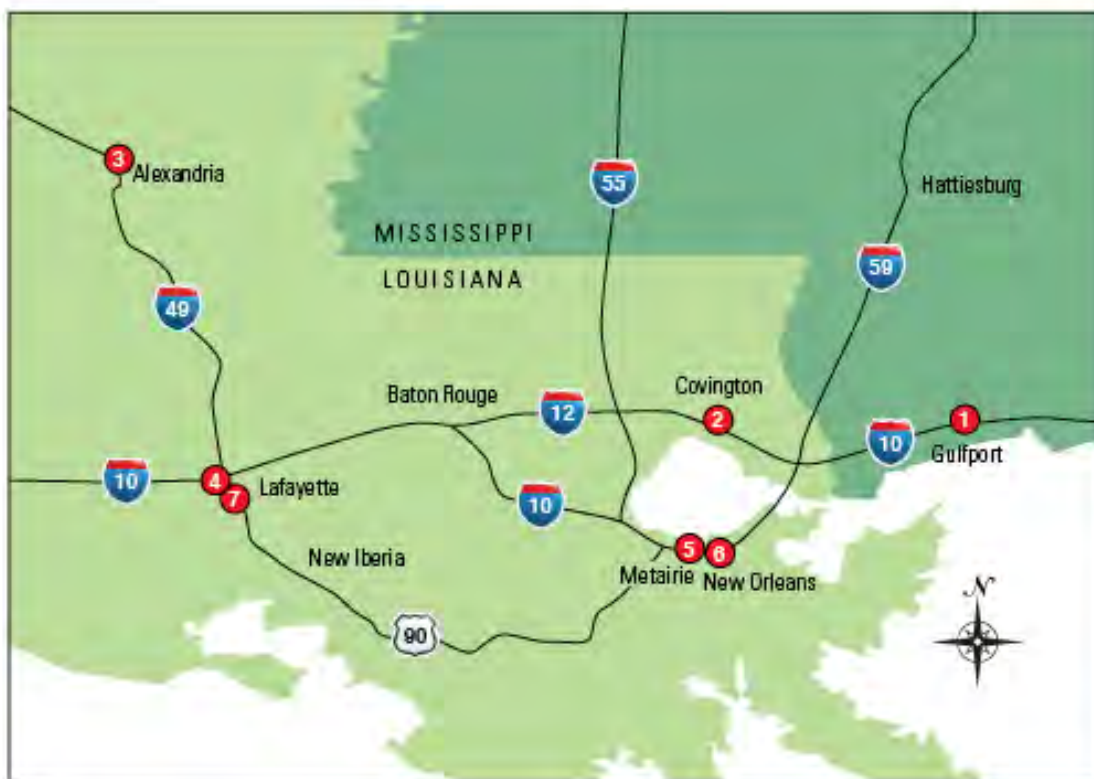 3
Alexandria
55
Hattiesburg
MISSISSIPPI
59
LOUISIANA
49
Covington
Baton Rouge
12
2
1
10
Gulfport
10
4
Lafayette
7
10
New Iberia
5
6
Metairie
New Orleans
N
90